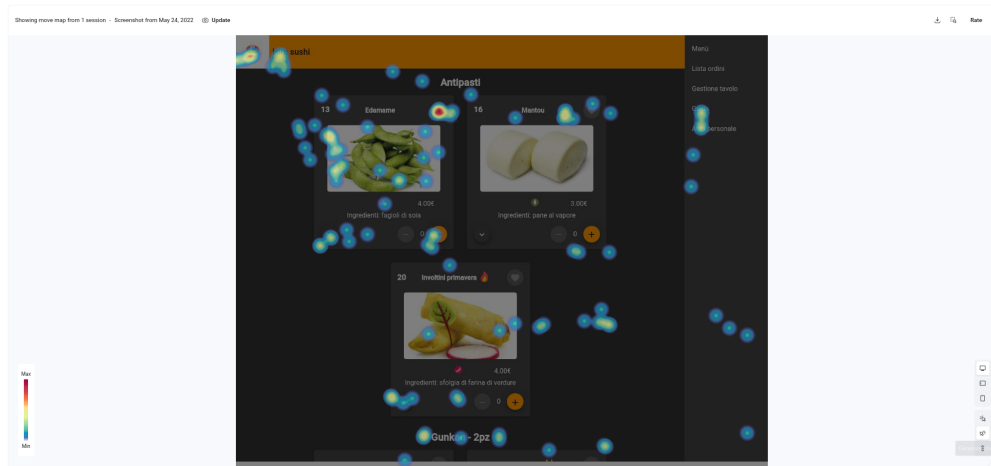 Showing move map from 1 session - Screenshot from May 24, 2022 Update
Rate
sushi
Menù
Lista ordini
Gestione tavolo
personale
Antipasti
13 Edamame
16 Mantou
4.00€
3.00€
Ingredienti: fagioli di soia
Ingredienti: pane al vapore
0
0
20 Involtini primavera
4.00€
Ingredienti: sfolgia di farina di verdure
0
- 2pz
Max
Min